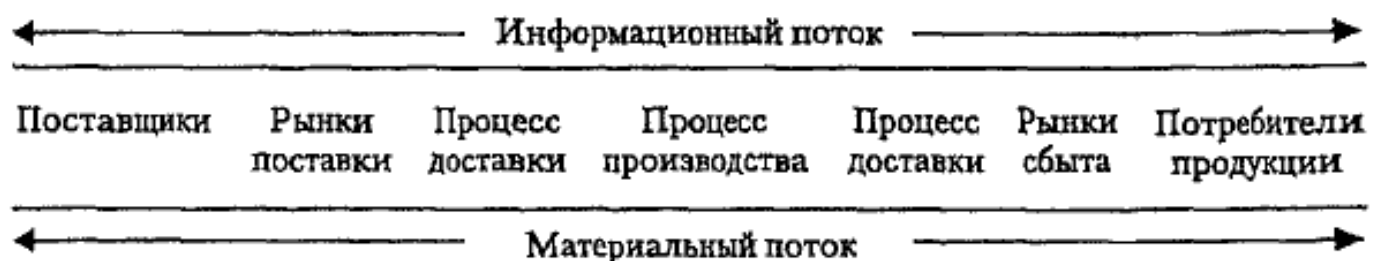 Информационный поток
Поставщики Рынки Процесс Процесс Процесс Рынки Потребители
поставки доставки производства доставки сбыта продукции
Материальный поток